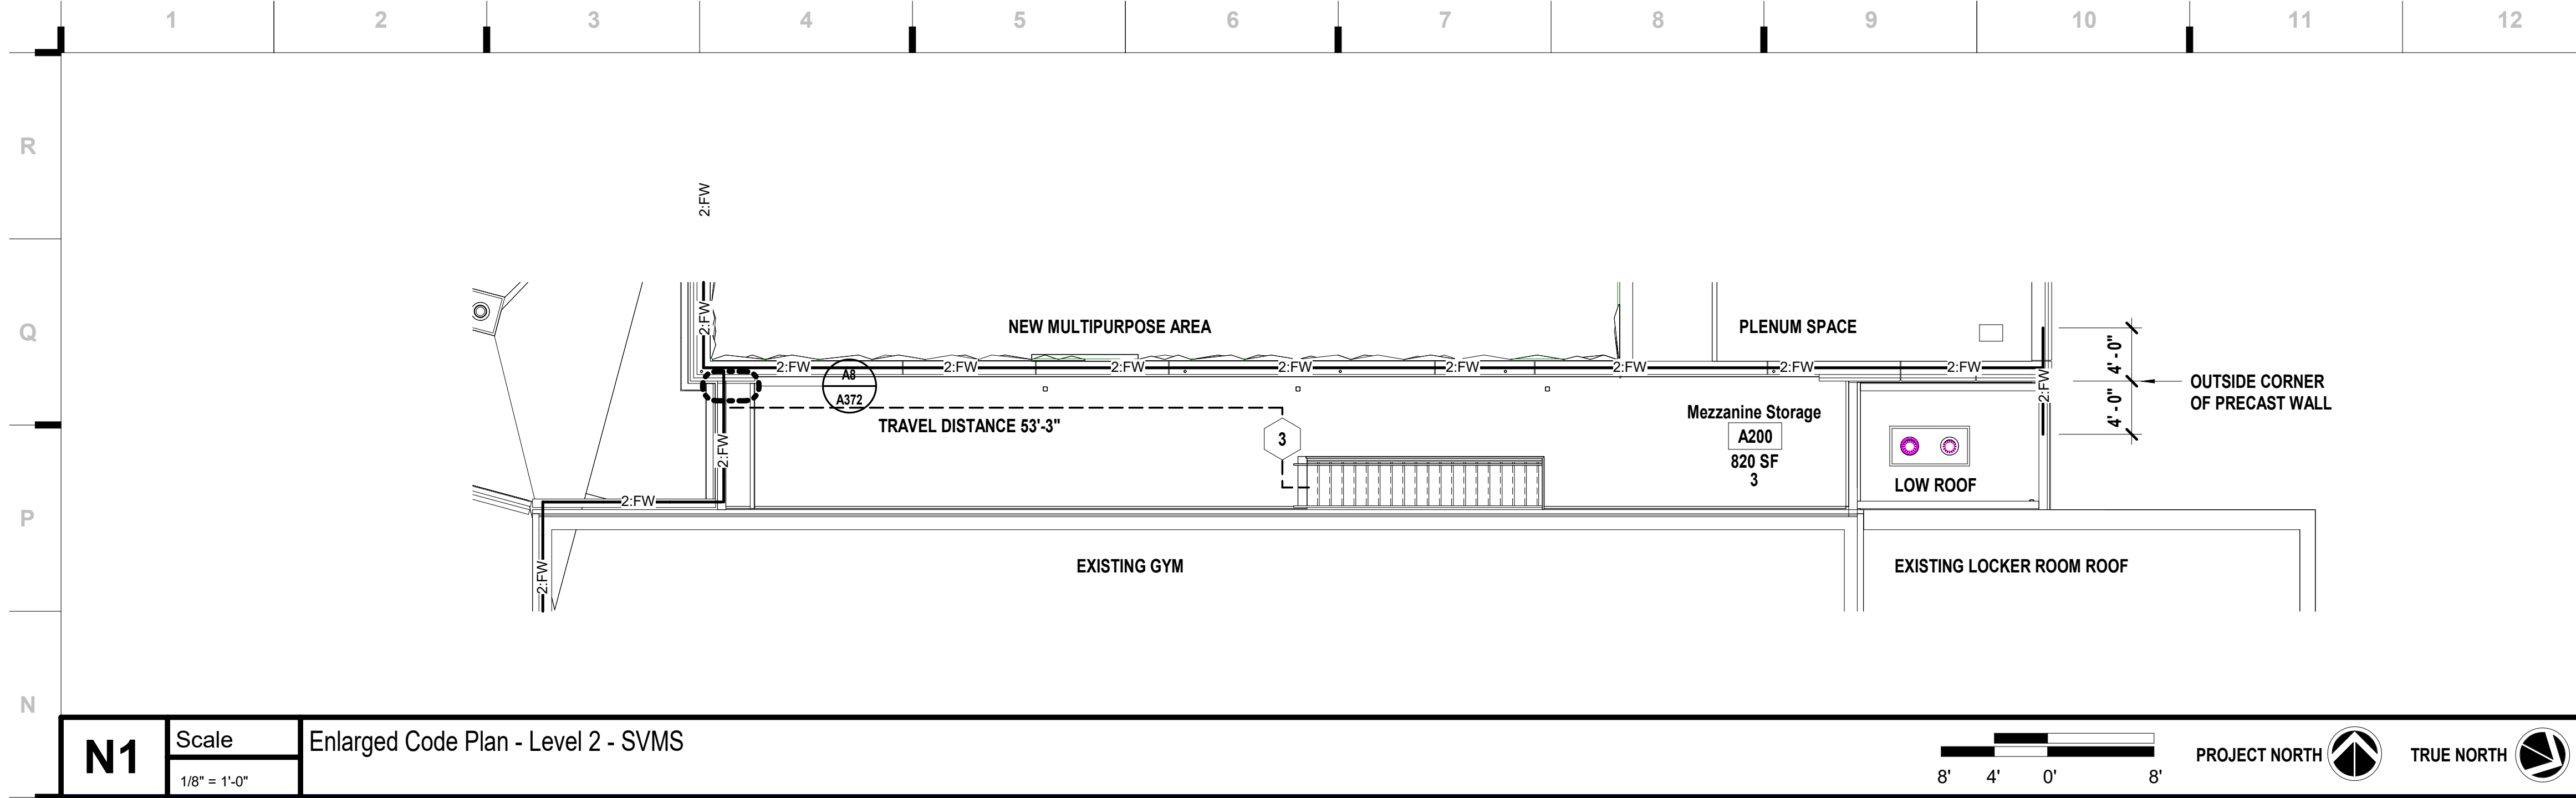 1 2 3 4 5 6 7 8 9 10 11 12
R
2:FW
Q
2:FW
NEW MULTIPURPOSE AREA
PLENUM SPACE
2:FW 2:FW 2:FW 2:FW 2:FW 2:FW 2:FW 2:FW
A8
A372
2:FW
4' - 0"
4' - 0"
OUTSIDE CORNER
OF PRECAST WALL
TRAVEL DISTANCE 53'-3"
3
Mezzanine Storage
A200
820 SF
3
2:FW
LOW ROOF
P
2:FW
2:FW
EXISTING GYM
EXISTING LOCKER ROOM ROOF
N
N1
Scale
1/8" = 1'-0"
Enlarged Code Plan - Level 2 - SVMS
8' 4' 0' 8'
PROJECT NORTH
TRUE NORTH